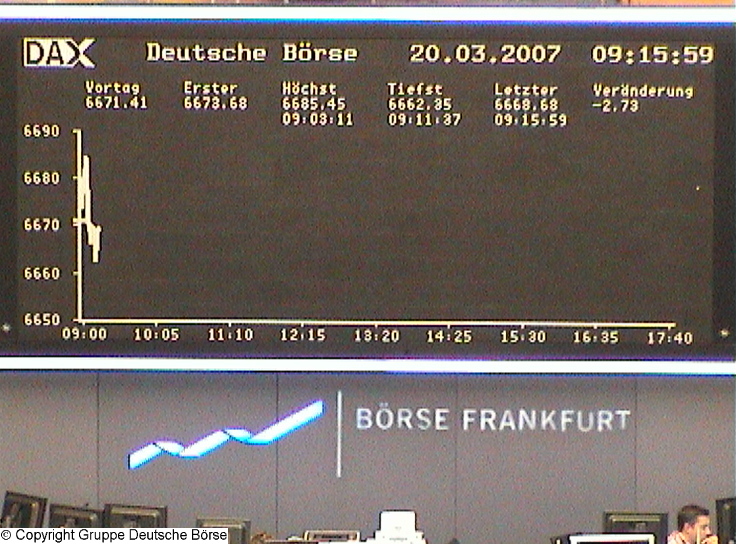 DAX Deutsche Börse 20.03.2007 09:15:59
Vortag Erster Höchst Tiefst Letzter Veränderung
6671.41 6673.68 6685.45 6662.35 6668.68 -2.73
09:03:11 09:11:37 09:15:59
6690
6680
6670
6660
6650
09:00 10:05 11:10 12:15 13:20 14:25 15:30 16:35 17:40
BÖRSE FRANKFURT
© Copyright Gruppe Deutsche Börse